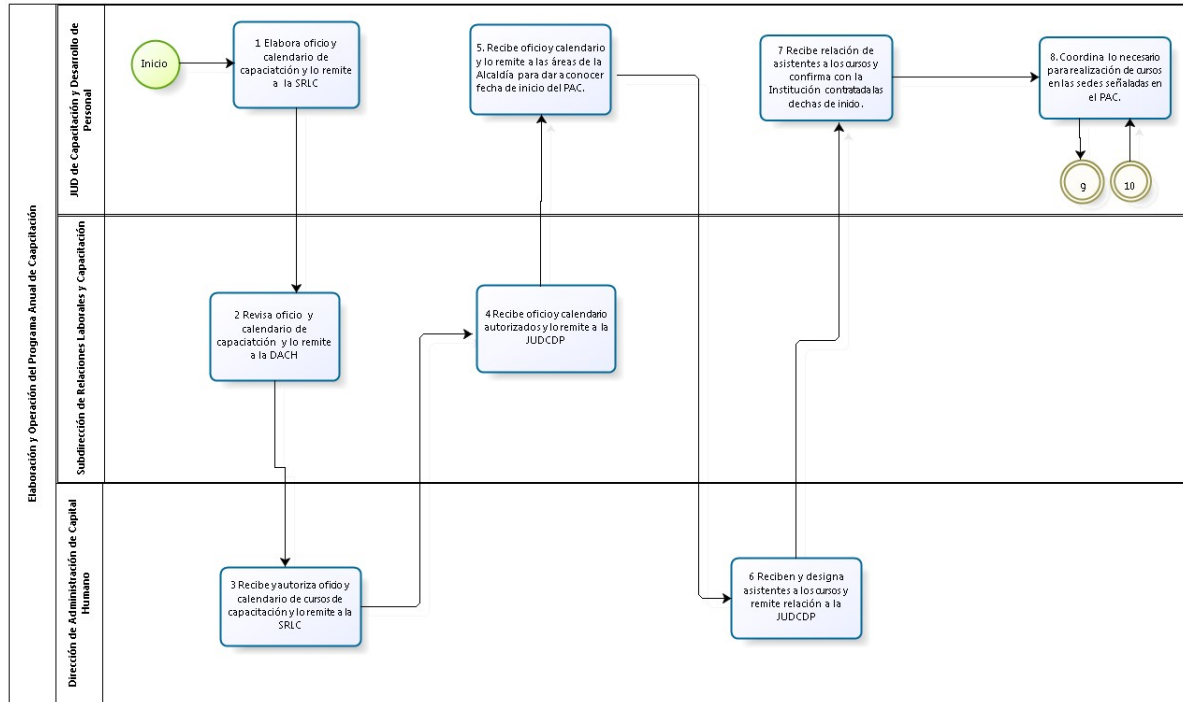 Elaboración y Operación del Programa Anual de Caapcitación
JUD de Capacitación y Desarrollo de
Personal
Inicio
1 Elabora oficio y
calendario de
capaciatción y lo remite
a la SRLC
5. Recibe oficio y calendario
y lo remite a las áreas de la
Alcaldía para dar a conocer
fecha de inicio del PAC.
7 Recibe relación de
asistentes a los cursos y
confirma con la
Institución contratada las
dechas de inicio.
8. Coordina lo necesario
para realización de cursos
en las sedes señaladas en
el PAC.
9
10
Subdirección de Relaciones Laborales y Capacitación
2 Revisa oficio y
calendario de
capaciatción y lo remite
a la DACH
4 Recibe oficio y calendario
autorizados y lo remite a la
JUDCDP
Dirección de Administración de Capital
Humano
3 Recibe y autoriza oficio y
calendario de cursos de
capacitación y lo remite a la
SRLC
6 Reciben y designa
asistentes a los cursos y
remite relación a la
JUDCDP